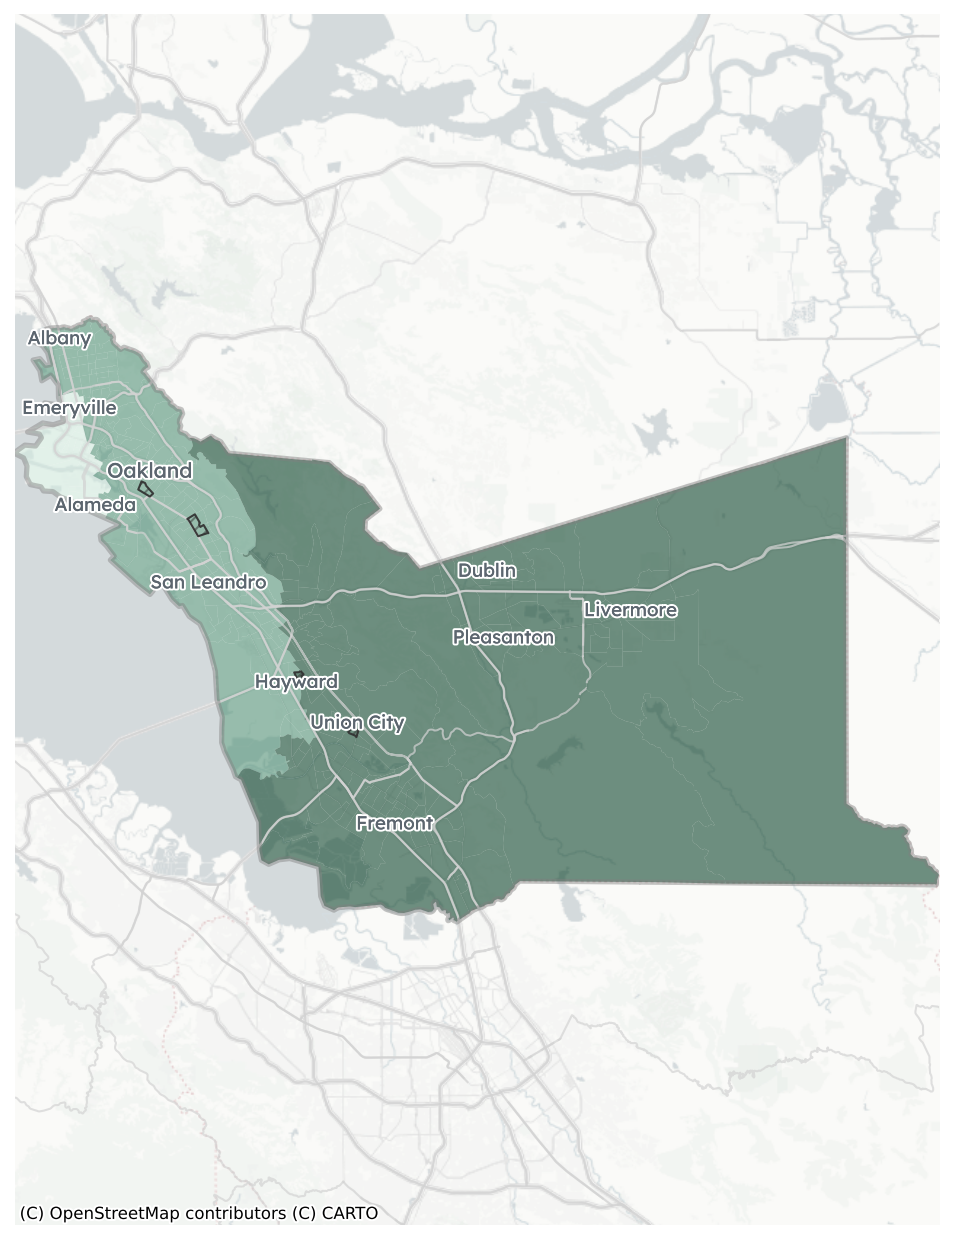 Albany
Emeryville
Oakland
Alameda
San Leandro
Dublin
Livermore
Pleasanton
Hayward
Union City
Fremont
(C) OpenStreetMap contributors (C) CARTO